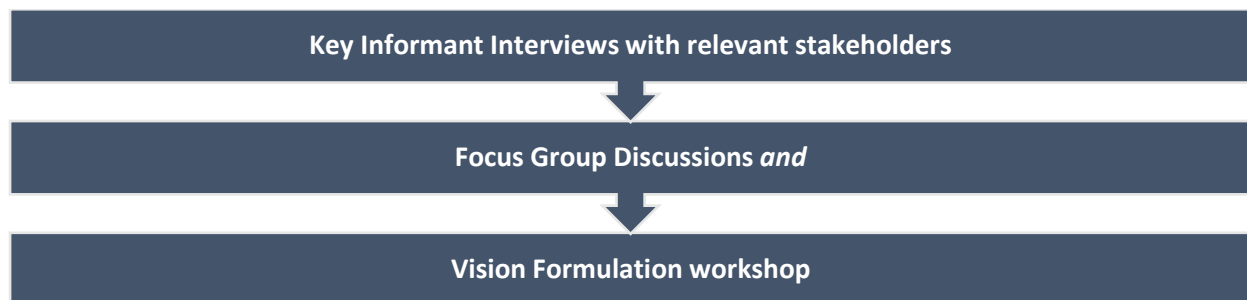 Key Informant Interviews with relevant stakeholders
Focus Group Discussions and
Vision Formulation workshop